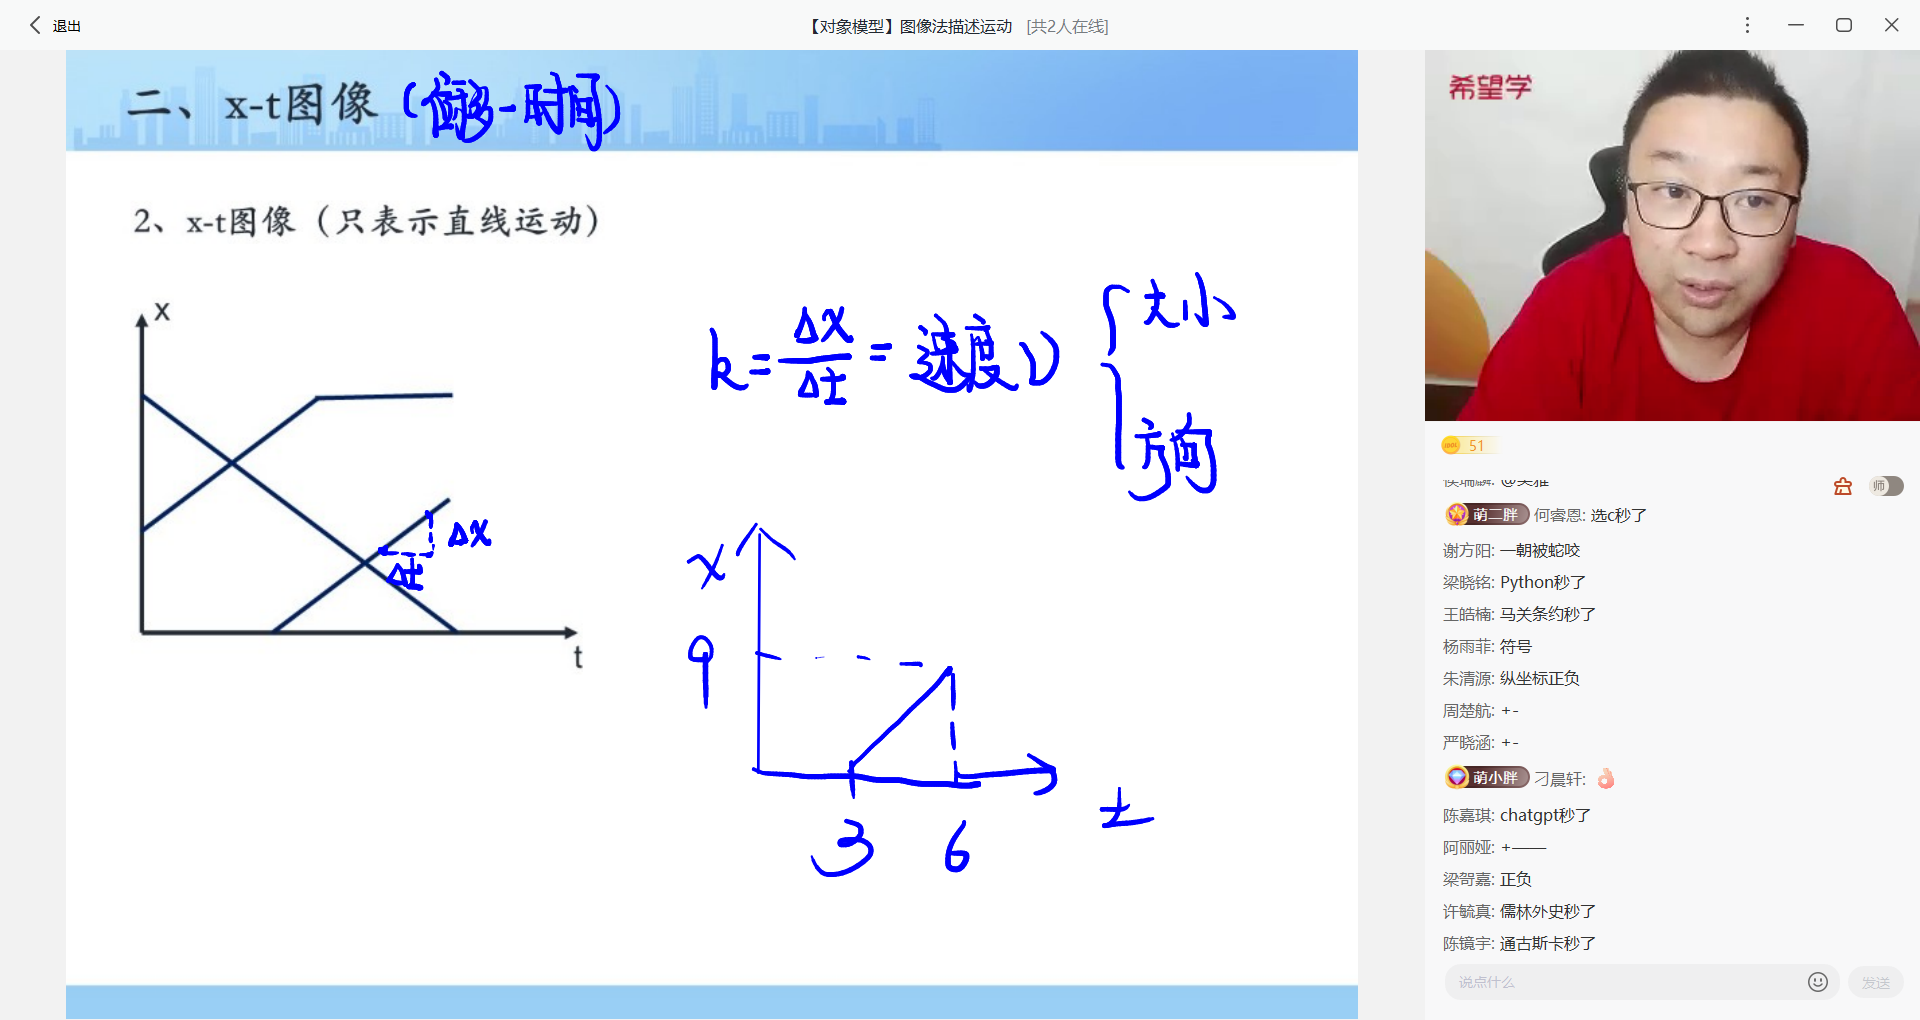 退出
【对象模型】图像法描述运动 [共2人在线]
二、x-t图像 (位移-时间)
2、x-t图像（只表示直线运动）
x
t
Δx
Δt
k = Δx/Δt = 速度v
大小
方向
x
9
3 6
t
希望学
51
萌二胖 何睿恩: 选c秒了
谢方阳: 一朝被蛇咬
梁晓铭: Python秒了
王皓楠: 马关条约秒了
杨雨菲: 符号
朱清源: 纵坐标正负
周楚航: +-
严晓涵: +-
萌小胖 刁晨轩: 👌
陈嘉琪: chatgpt秒了
阿丽娅: +——
梁哿嘉: 正负
许毓真: 儒林外史秒了
陈镜宇: 通古斯卡秒了
师
说点什么
发送